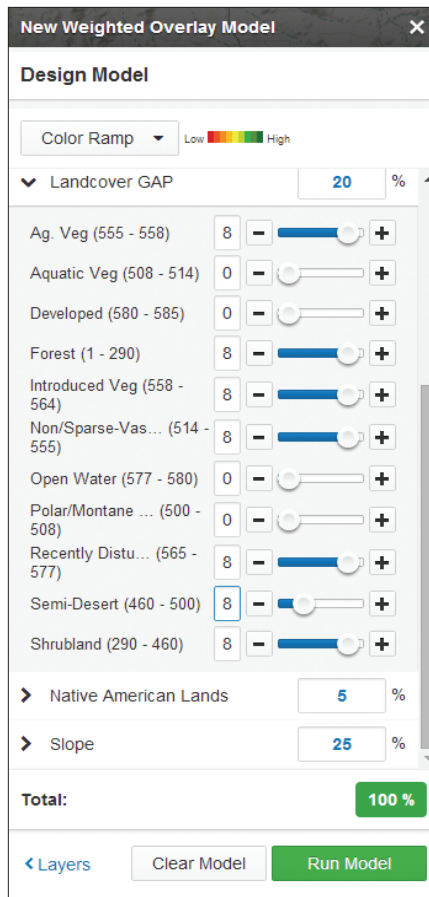 New Weighted Overlay Model ×
Design Model
Color Ramp Low High
Landcover GAP 20 %
Ag. Veg (555 - 558) 8 − +
Aquatic Veg (508 - 514) 0 − +
Developed (580 - 585) 0 − +
Forest (1 - 290) 8 − +
Introduced Veg (558 -
564) 8 − +
Non/Sparse-Vas... (514 -
555) 8 − +
Open Water (577 - 580) 0 − +
Polar/Montane ... (500 -
508) 0 − +
Recently Distu... (565 -
577) 8 − +
Semi-Desert (460 - 500) 8 − +
Shrubland (290 - 460) 8 − +
Native American Lands 5 %
Slope 25 %
Total: 100 %
Layers Clear Model Run Model